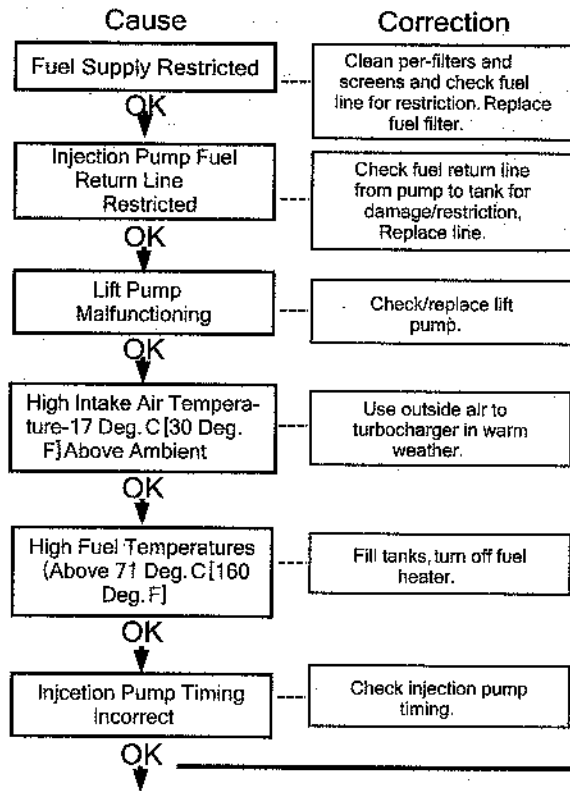 Cause
Correction
Fuel Supply Restricted
Clean per-filters and
screens and check fuel
line for restriction. Replace
fuel filter.
OK
Injection Pump Fuel
Return Line
Restricted
Check fuel return line
from pump to tank for
damage/restriction,
Replace line.
OK
Lift Pump
Malfunctioning
Check/replace lift
pump.
OK
High Intake Air Tempera-
ture-17 Deg. C [30 Deg.
F] Above Ambient
Use outside air to
turbocharger in warm
weather.
OK
High Fuel Temperatures
(Above 71 Deg. C [160
Deg. F]
Fill tanks, turn off fuel
heater.
OK
Injcetion Pump Timing
Incorrect
Check injection pump
timing.
OK